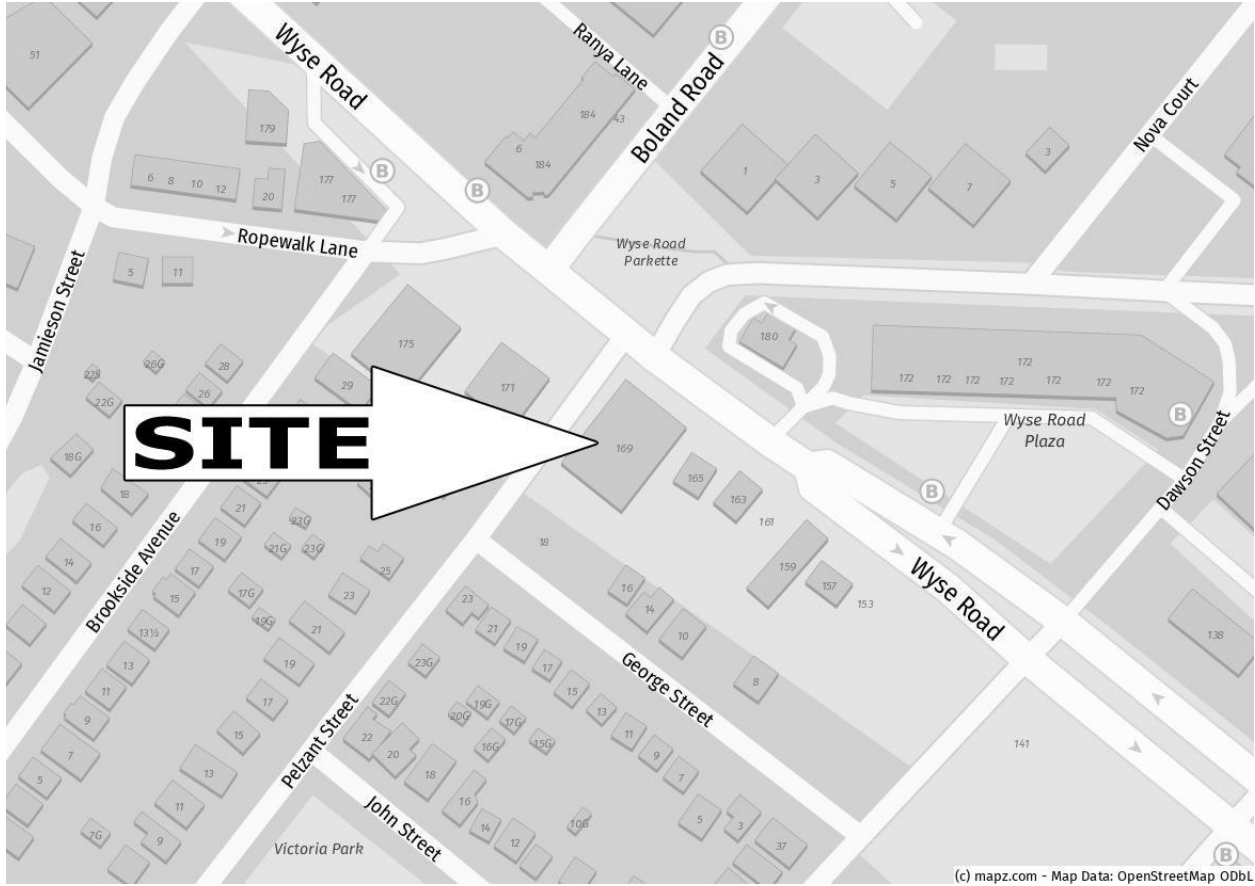 51
Wyse Road
Ranya Lane
B
Boland Road
Nova Court
184
43
6
184
179
177
177
B
B
1
3
5
7
3
6
8
10
12
20
Ropewalk Lane
Wyse Road
Parkette
Jamieson Street
5
11
175
171
180
172
172
172
172
172
172
172
172
B
Wyse Road
Plaza
Dawson Street
28
26G
26
22G
29
SITE
169
165
163
161
B
159
157
153
Wyse Road
138
18G
18
16
14
12
Brookside Avenue
21
19
17
15
13½
13
11
9
7
5
7G
23G
21G
23G
25
17G
19G
23
21
19
17
15
13
11
9
Pelzant Street
18
16
14
10
8
George Street
23
21
19
17
15
13
11
9
7
5
3
37
23G
22G
20G
19G
17G
16G
15G
22
20
18
16
14
12
10G
John Street
Victoria Park
141
B
(c) mapz.com - Map Data: OpenStreetMap ODbL